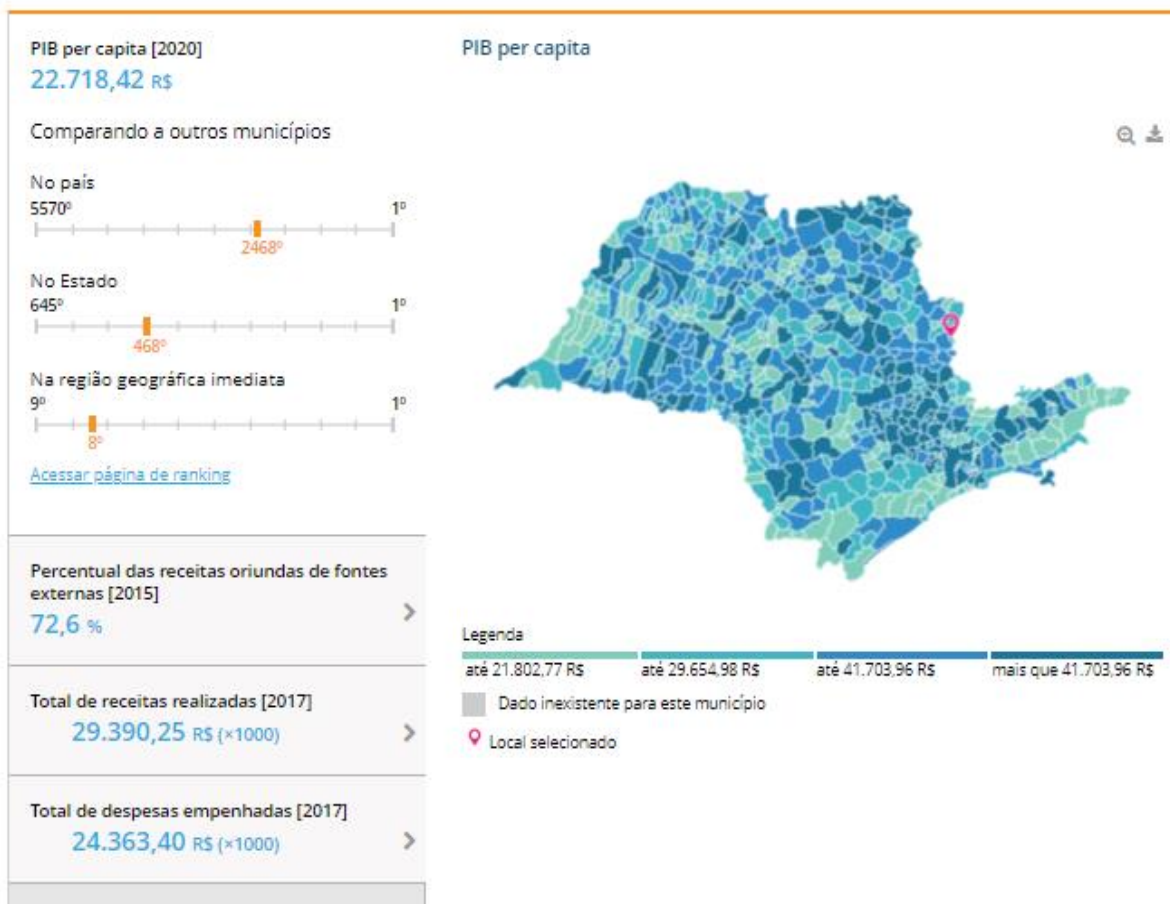 PIB per capita [2020]
22.718,42 R$
Comparando a outros municípios
No país
5570º 1º
2468º
No Estado
645º 1º
468º
Na região geográfica imediata
9º 1º
8º
Acessar página de ranking
Percentual das receitas oriundas de fontes
externas [2015]
72,6 %
Total de receitas realizadas [2017]
29.390,25 R$ (×1000)
Total de despesas empenhadas [2017]
24.363,40 R$ (×1000)
PIB per capita
Legenda
até 21.802,77 R$ até 29.654,98 R$ até 41.703,96 R$ mais que 41.703,96 R$
Dado inexistente para este município
Local selecionado